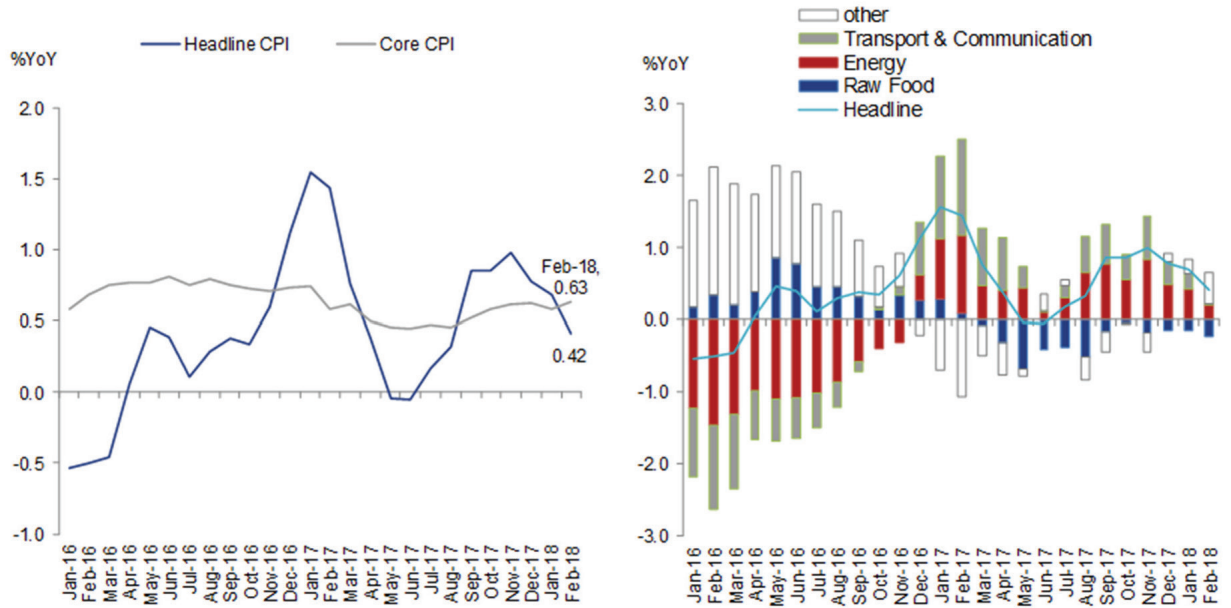 Headline CPI
Core CPI
%YoY
2.0
1.5
1.0
0.5
0.0
-0.5
-1.0
Feb-18,
0.63
0.42
Jan-16
Feb-16
Mar-16
Apr-16
May-16
Jun-16
Jul-16
Aug-16
Sep-16
Oct-16
Nov-16
Dec-16
Jan-17
Feb-17
Mar-17
Apr-17
May-17
Jun-17
Jul-17
Aug-17
Sep-17
Oct-17
Nov-17
Dec-17
Jan-18
Feb-18
other
Transport & Communication
Energy
Raw Food
Headline
%YoY
3.0
2.0
1.0
0.0
-1.0
-2.0
-3.0
Jan-16
Feb-16
Mar-16
Apr-16
May-16
Jun-16
Jul-16
Aug-16
Sep-16
Oct-16
Nov-16
Dec-16
Jan-17
Feb-17
Mar-17
Apr-17
May-17
Jun-17
Jul-17
Aug-17
Sep-17
Oct-17
Nov-17
Dec-17
Jan-18
Feb-18